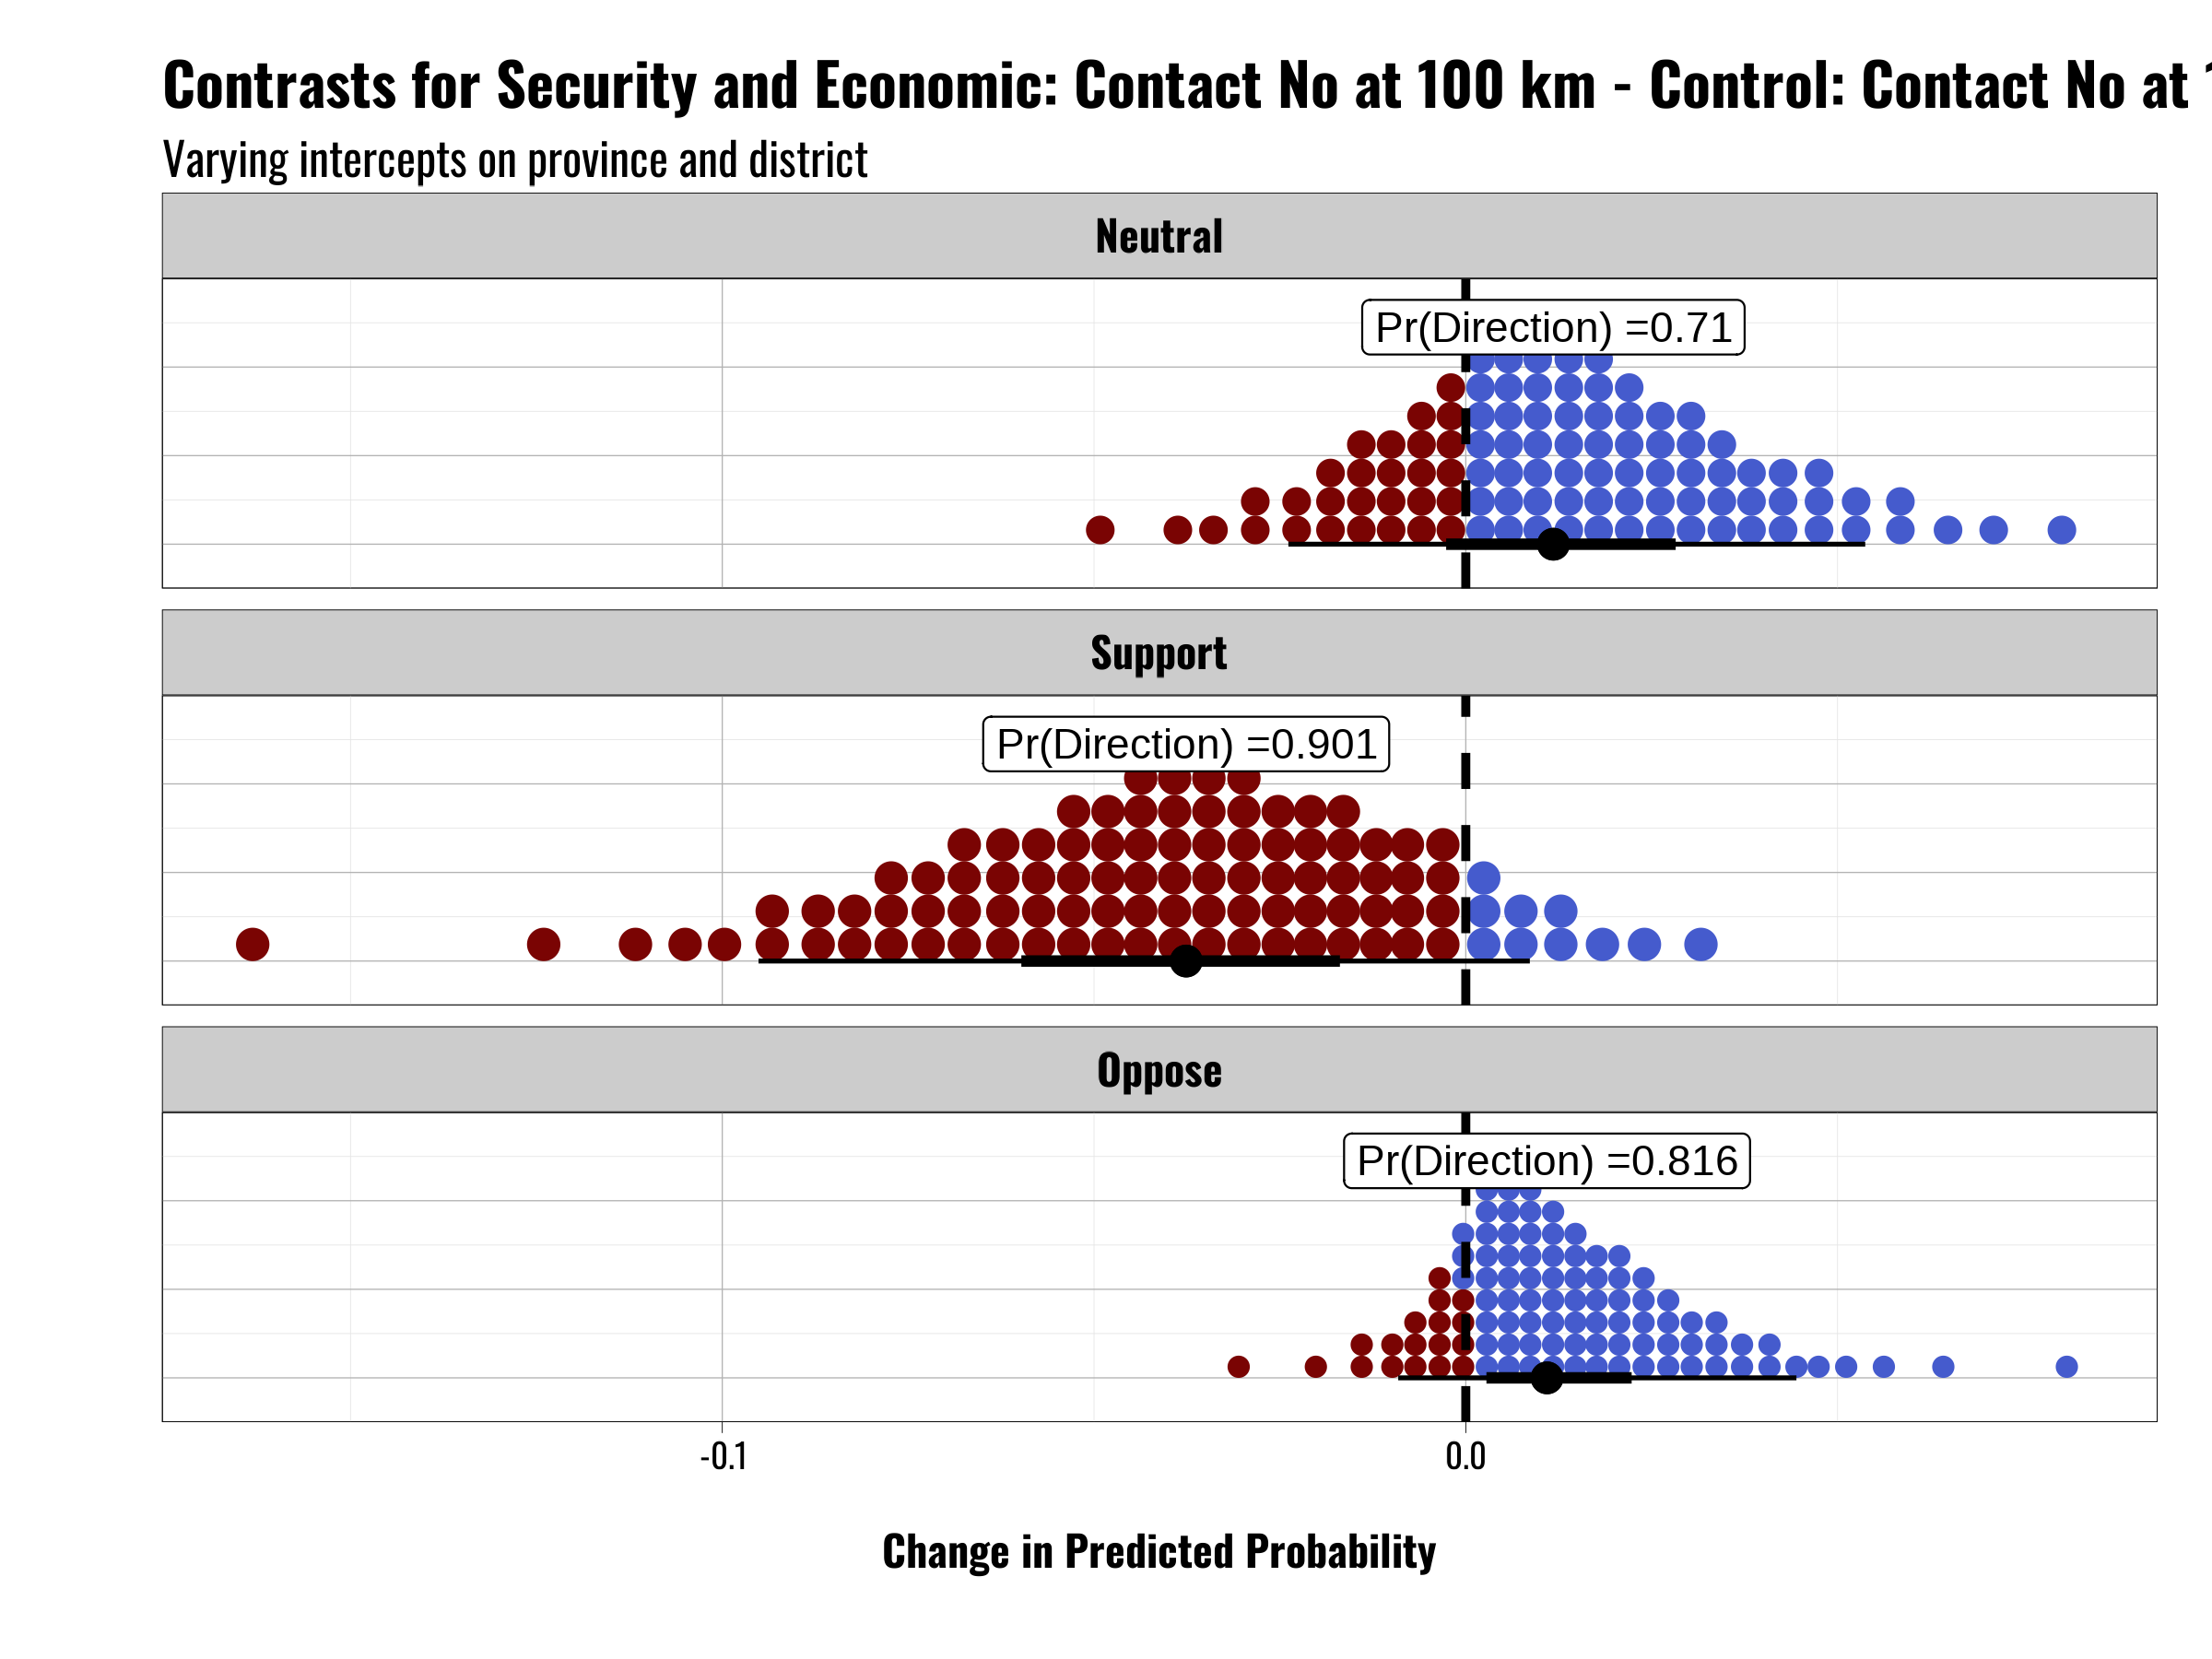 Contrasts for Security and Economic: Contact No at 100 km - Control: Contact No at
Varying intercepts on province and district
Neutral
Pr(Direction) =0.71
Support
Pr(Direction) =0.901
Oppose
Pr(Direction) =0.816
-0.1 0.0
Change in Predicted Probability